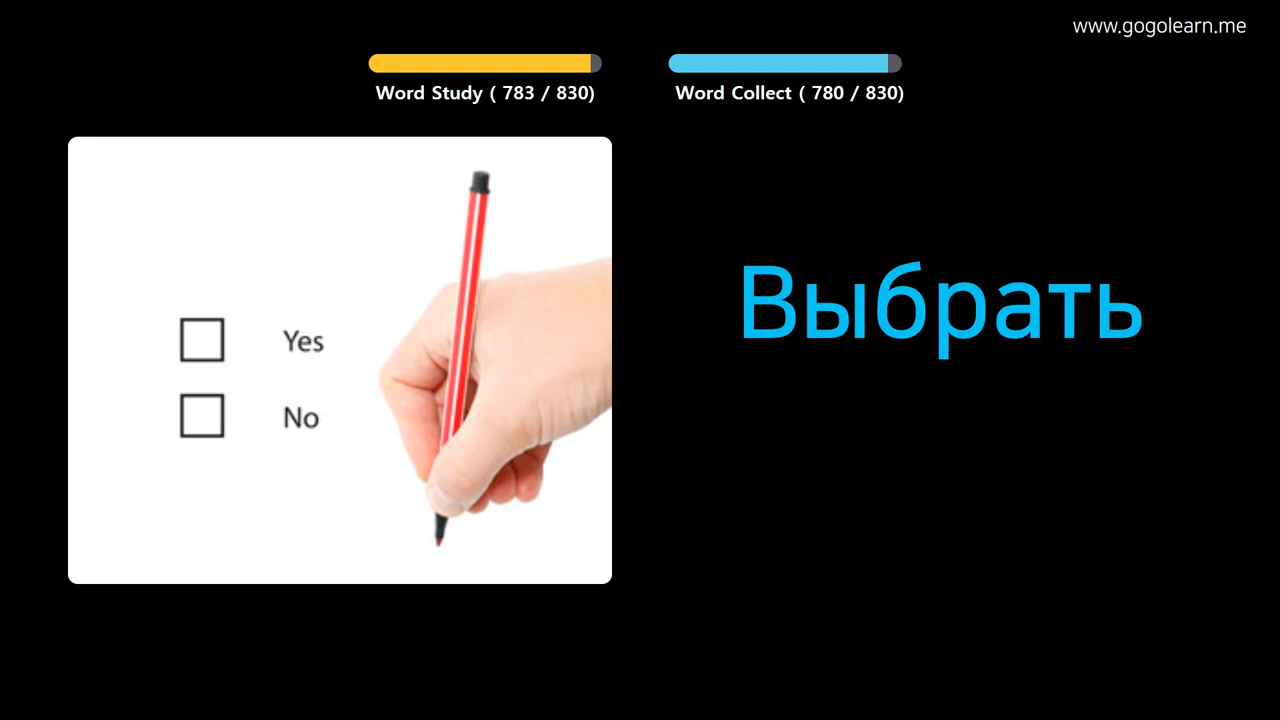 www.gogolearn.me
Word Study ( 783 / 830)
Word Collect ( 780 / 830)
Yes
No
Выбрать